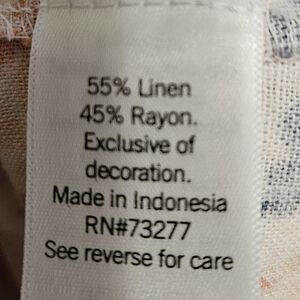 55% Linen
45% Rayon.
Exclusive of
decoration.
Made in Indonesia
RN#73277
See reverse for care